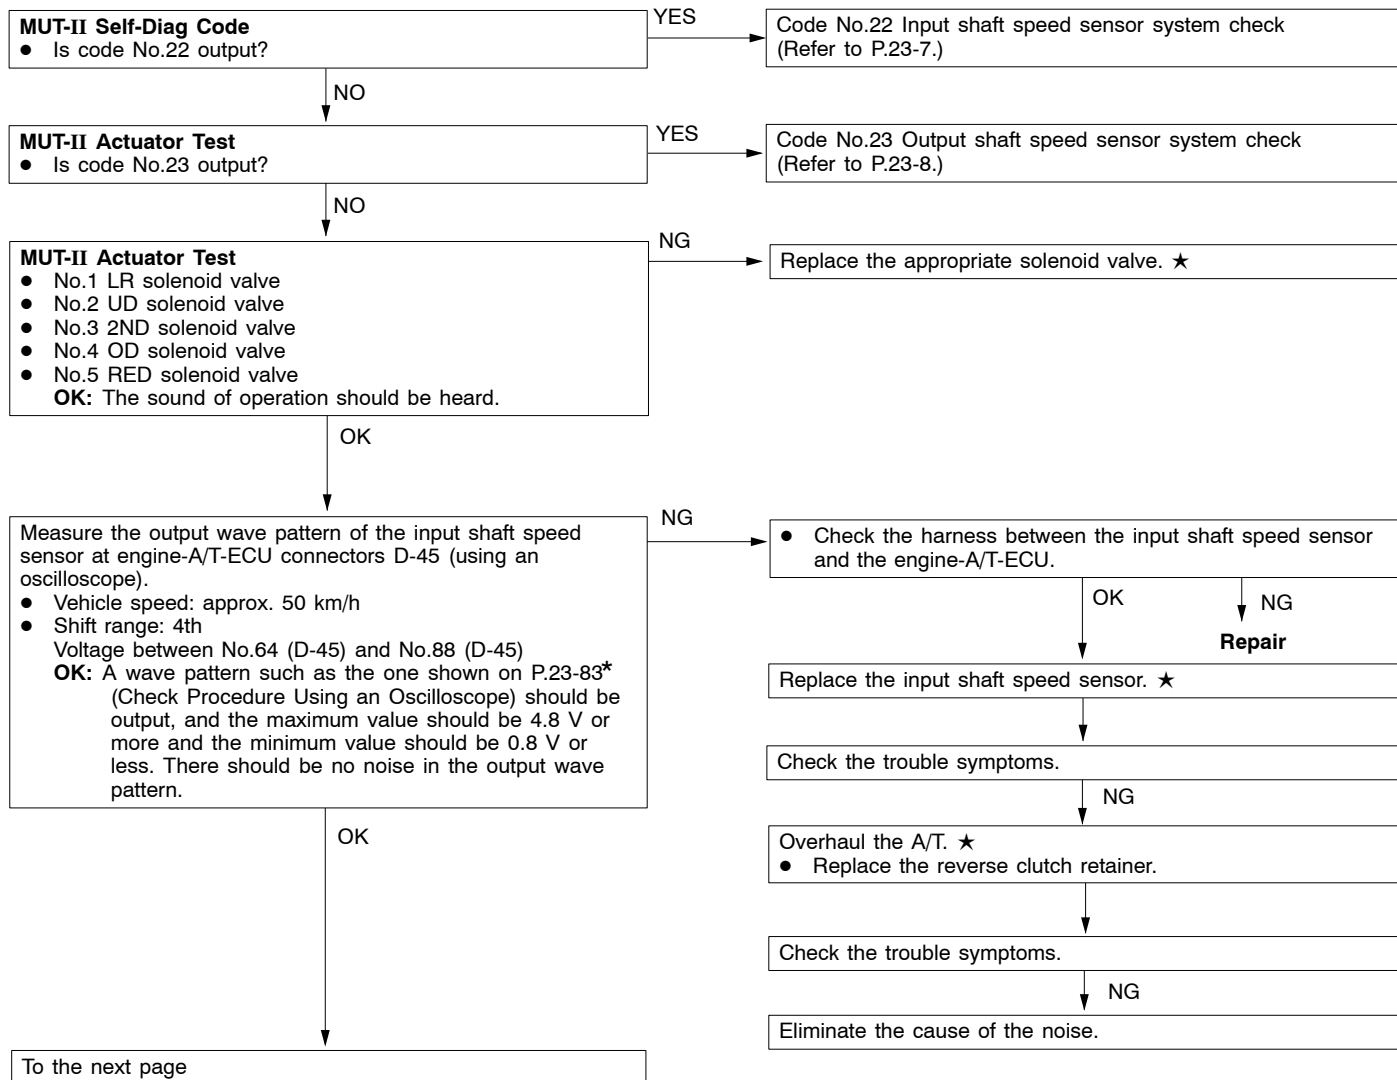 MUT-II Self-Diag Code
● Is code No.22 output?
YES
Code No.22 Input shaft speed sensor system check
(Refer to P.23-7.)
NO
MUT-II Actuator Test
● Is code No.23 output?
YES
Code No.23 Output shaft speed sensor system check
(Refer to P.23-8.)
NO
MUT-II Actuator Test
● No.1 LR solenoid valve
● No.2 UD solenoid valve
● No.3 2ND solenoid valve
● No.4 OD solenoid valve
● No.5 RED solenoid valve
OK: The sound of operation should be heard.
NG
Replace the appropriate solenoid valve. ★
OK
Measure the output wave pattern of the input shaft speed
sensor at engine-A/T-ECU connectors D-45 (using an
oscilloscope).
● Vehicle speed: approx. 50 km/h
● Shift range: 4th
Voltage between No.64 (D-45) and No.88 (D-45)
OK: A wave pattern such as the one shown on P.23-83*
(Check Procedure Using an Oscilloscope) should be
output, and the maximum value should be 4.8 V or
more and the minimum value should be 0.8 V or
less. There should be no noise in the output wave
pattern.
NG
● Check the harness between the input shaft speed sensor
and the engine-A/T-ECU.
OK
NG
Repair
Replace the input shaft speed sensor. ★
Check the trouble symptoms.
NG
Overhaul the A/T. ★
● Replace the reverse clutch retainer.
Check the trouble symptoms.
NG
Eliminate the cause of the noise.
OK
To the next page